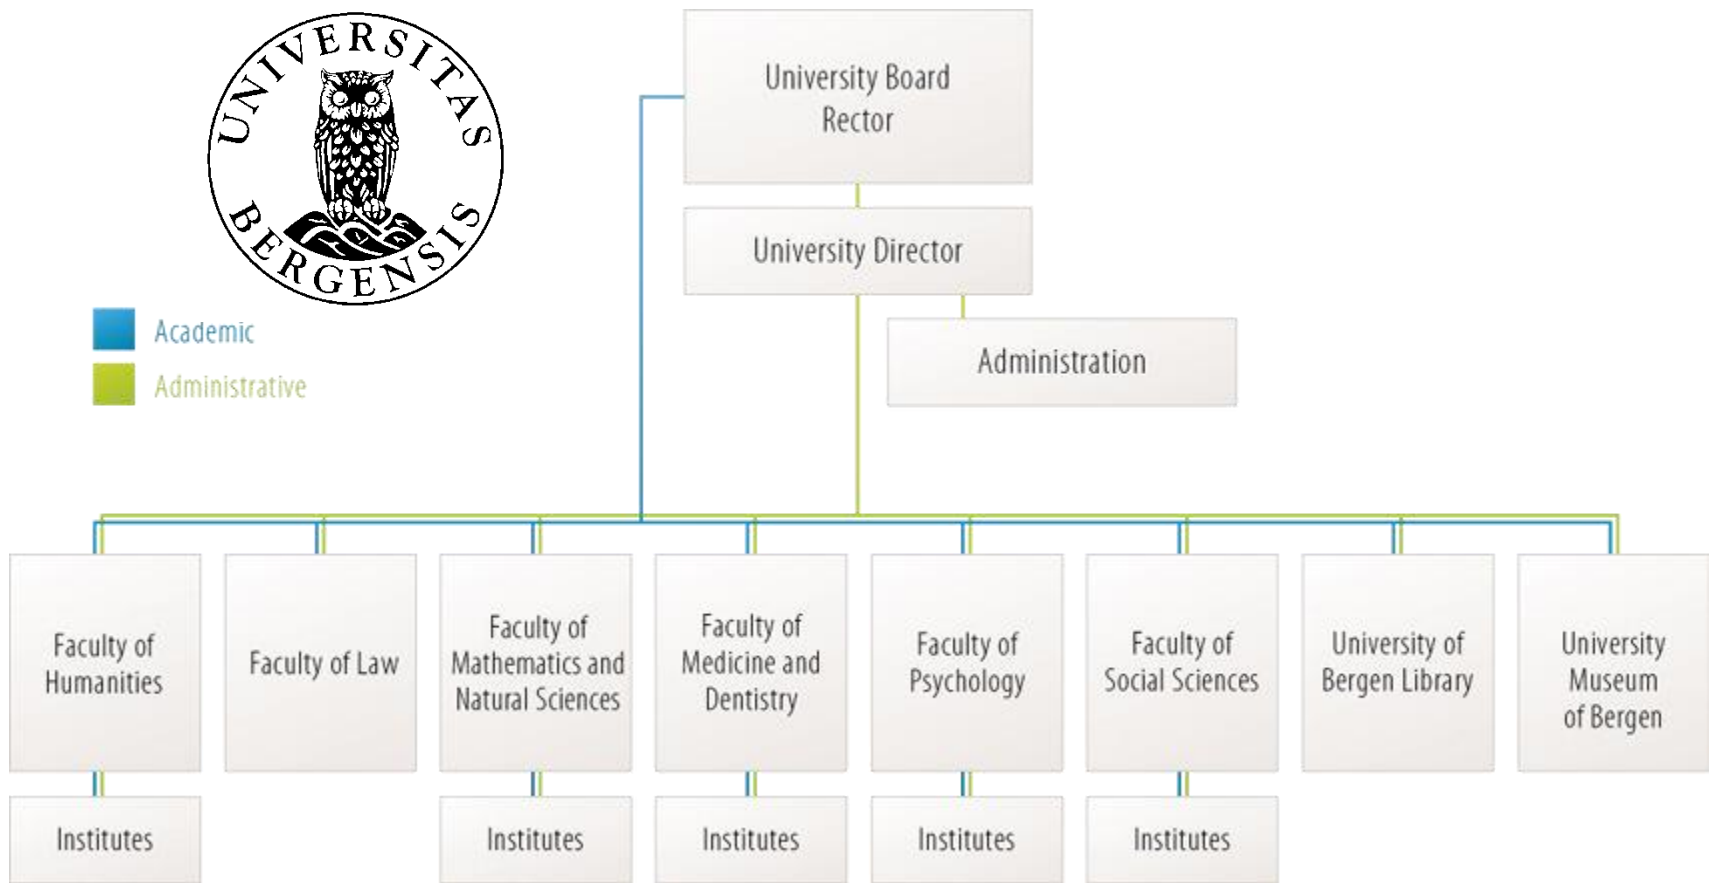 UNIVERSITAS
BERGENSIS
University Board
Rector
University Director
Academic
Administration
Administrative
Faculty of
Humanities
Faculty of Law
Faculty of
Mathematics and
Natural Sciences
Faculty of
Medicine and
Dentistry
Faculty of
Psychology
Faculty of
Social Sciences
University of
Bergen Library
University
Museum
of Bergen
Institutes
Institutes
Institutes
Institutes
Institutes